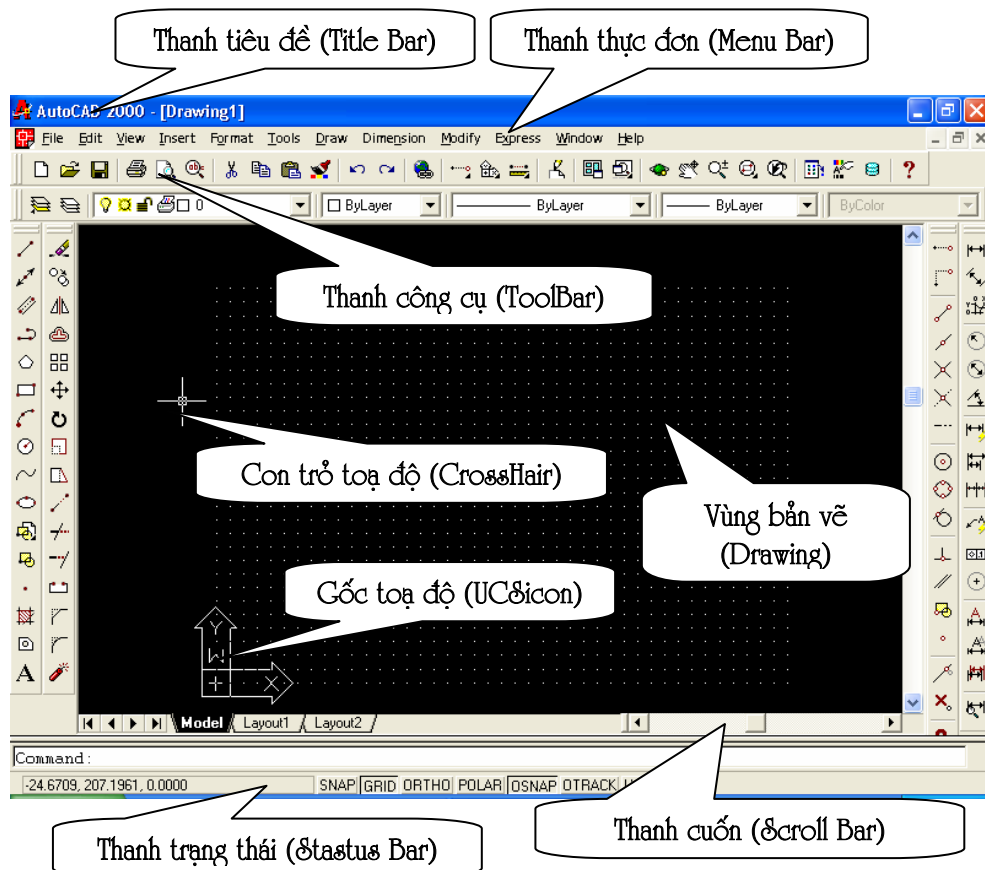 Thanh tiêu đề (Title Bar)
Thanh thực đơn (Menu Bar)
AutoCAD 2000 - [Drawing1]
File Edit View Insert Format Tools Draw Dimension Modify Express Window Help
0 ByLayer ByLayer ByLayer ByColor
Thanh công cụ (ToolBar)
Con trỏ toạ độ (CrossHair)
Vùng bản vẽ
(Drawing)
Gốc toạ độ (UCSicon)
Y
W
X
A
Model Layout1 Layout2
Command:
-24.6709, 207.1961, 0.0000 SNAP GRID ORTHO POLAR OSNAP OTRACK
Thanh cuốn (Scroll Bar)
Thanh trạng thái (Stastus Bar)